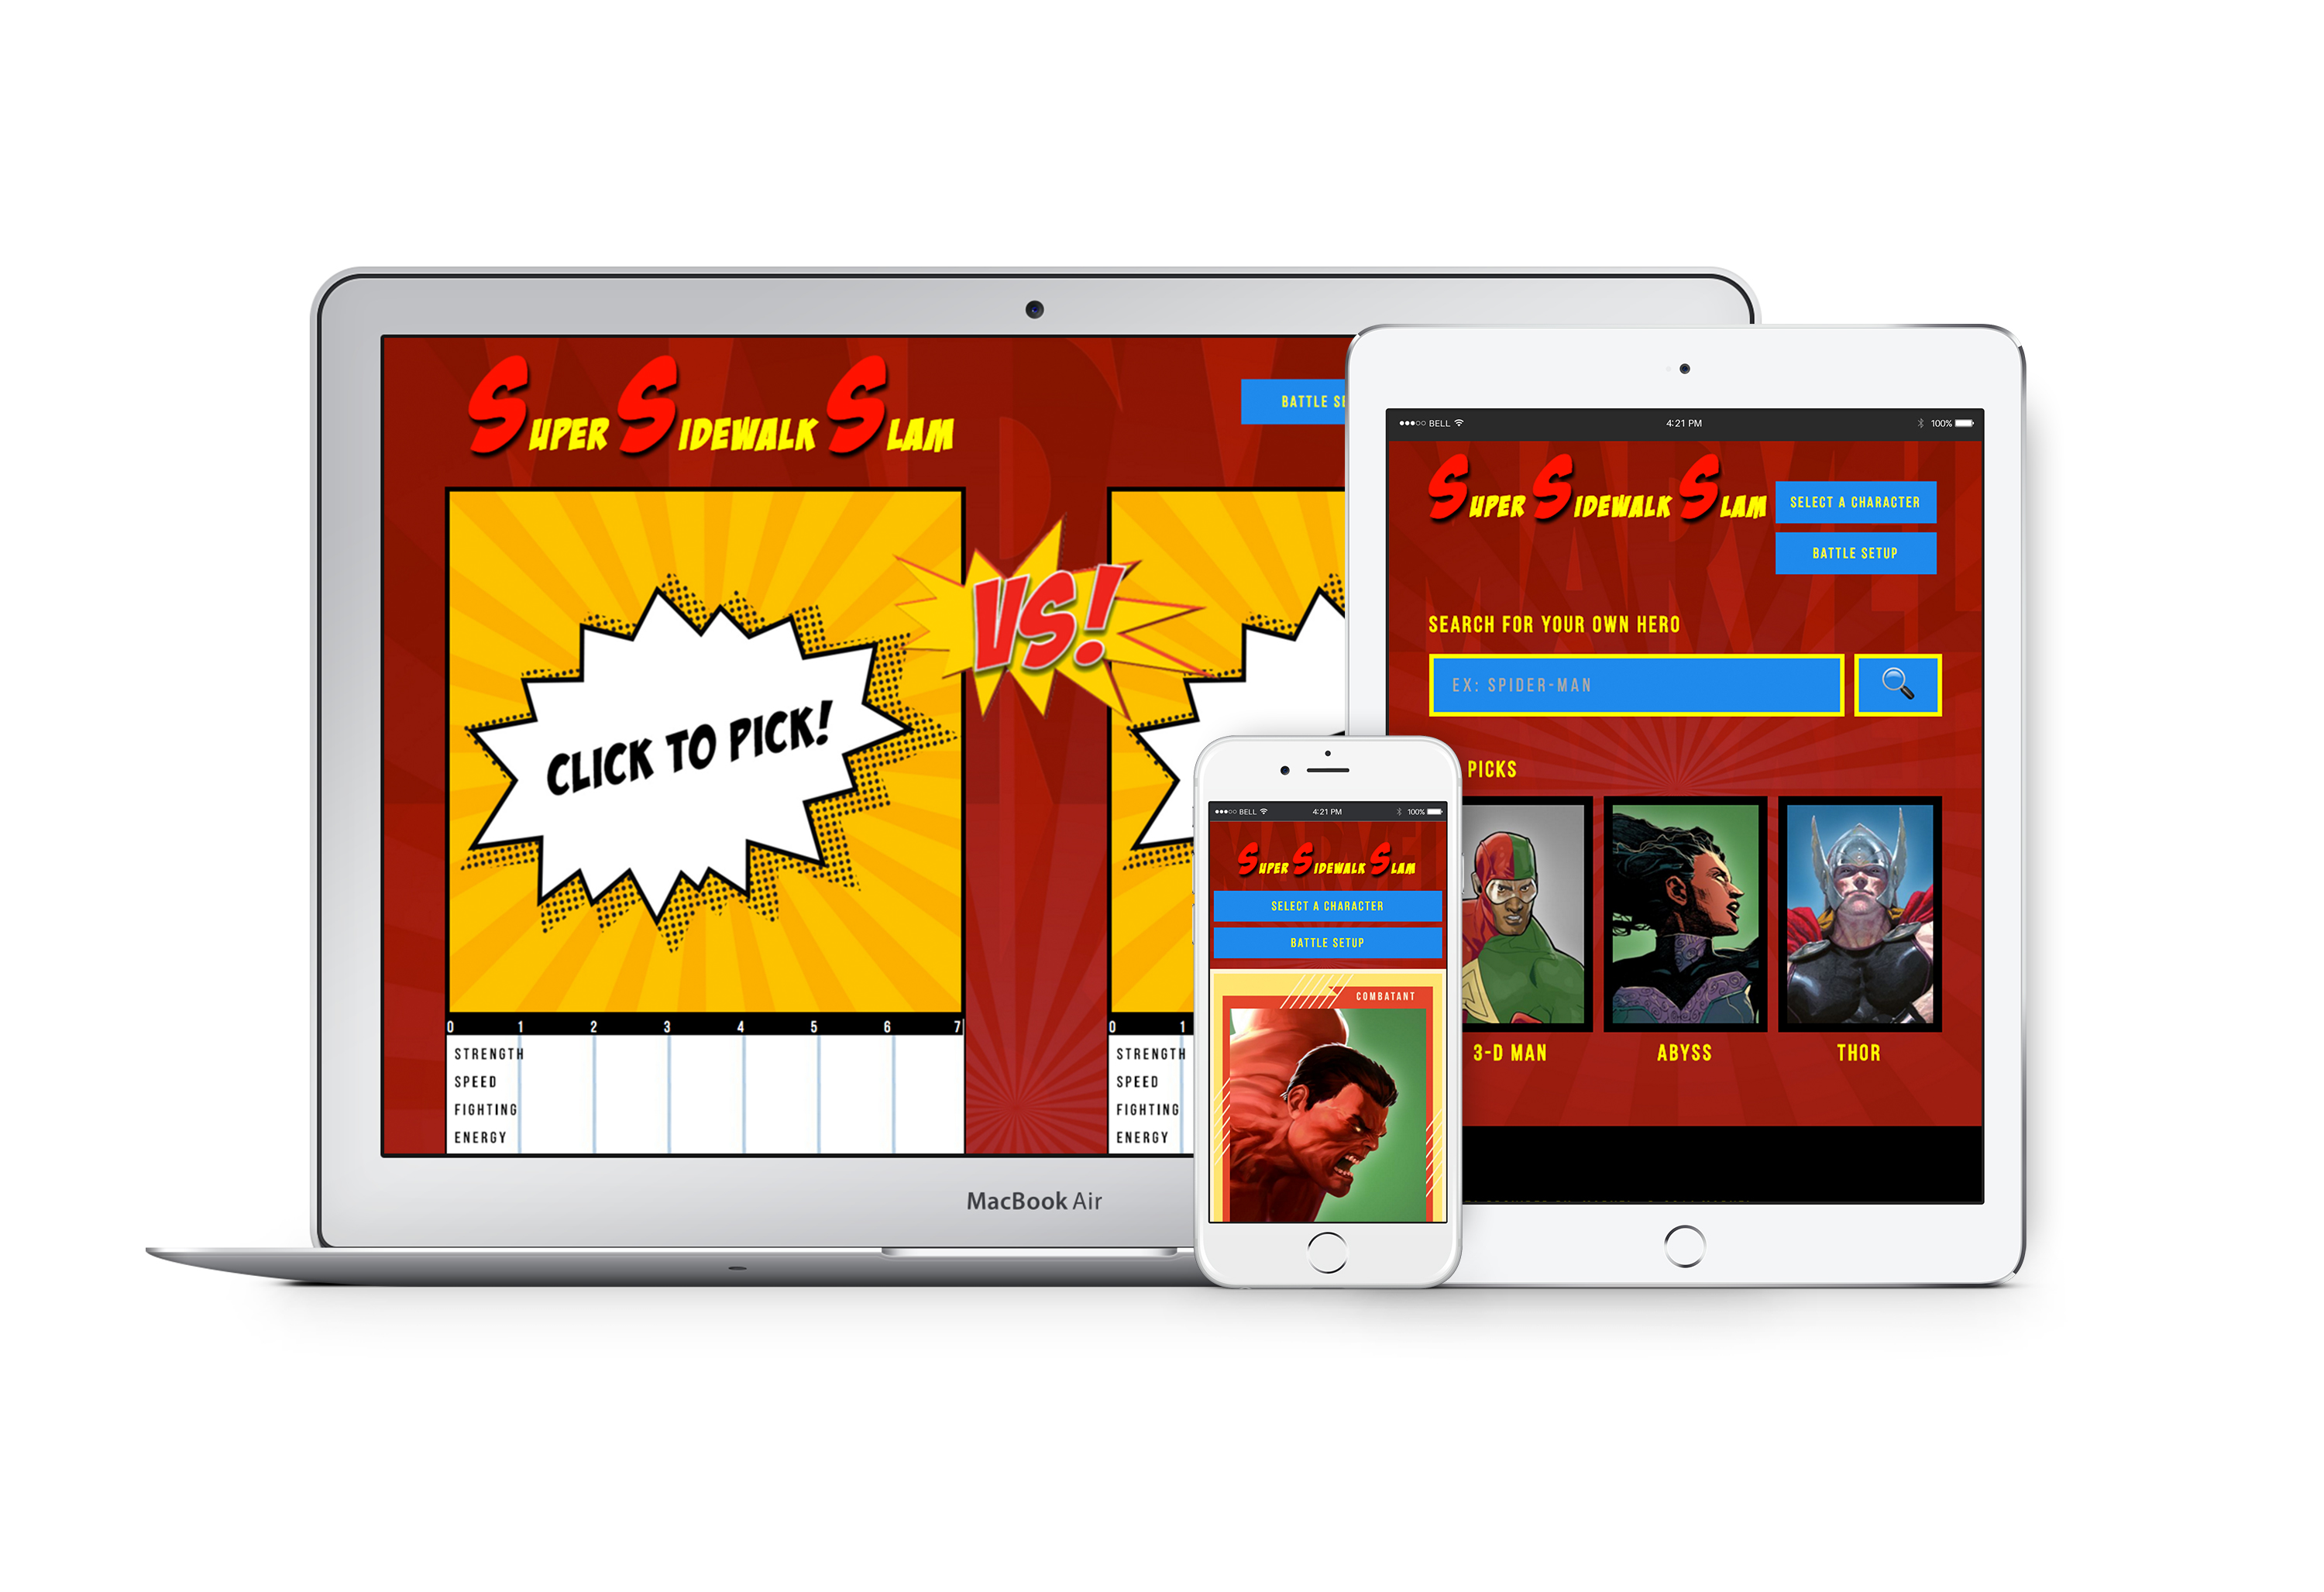 SUPER SIDEWALK SLAM
BATTLE SE
CLICK TO PICK!
VS!
0 1 2 3 4 5 6 7
STRENGTH
SPEED
FIGHTING
ENERGY
0 1
STRENGTH
SPEED
FIGHTING
ENERGY
MacBook Air
BELL 4:21 PM 100%
MARVEL
SUPER SIDEWALK SLAM
SELECT A CHARACTER
BATTLE SETUP
COMBATANT
BELL 4:21 PM 100%
SUPER SIDEWALK SLAM
SELECT A CHARACTER
BATTLE SETUP
MARVEL
SEARCH FOR YOUR OWN HERO
EX: SPIDER-MAN
PICKS
3-D MAN
ABYSS
THOR